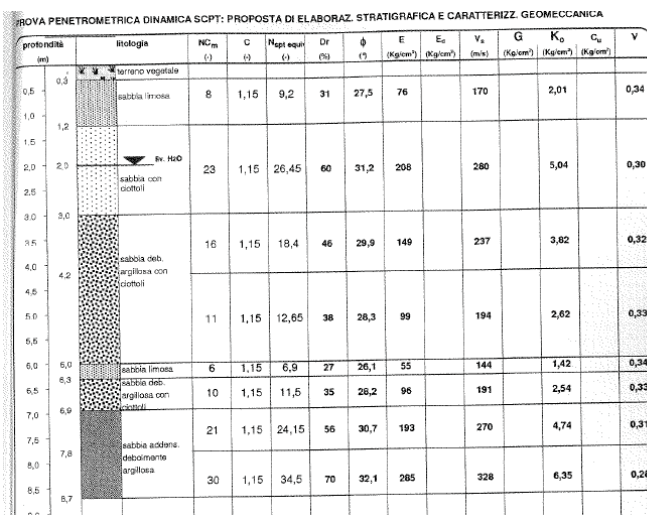 PROVA PENETROMETRICA DINAMICA SCPT: PROPOSTA DI ELABORAZ. STRATIGRAFICA E CARATTERIZZ. GEOMECCANICA
profondità litologia NCm C Nspt equiv Dr ϕ E Ed Vs G Ko Cu ν
(m) (-) (-) (-) (%) (°) (Kg/cm²) (Kg/cm²) (m/s) (Kg/cm²) (Kg/cm²) (Kg/cm²)
terreno vegetale
0,3
0,5 sabbia limosa 8 1,15 9,2 31 27,5 76 170 2,01 0,34
1,0
1,2
1,5
liv. H2O
2,0 2,0 23 1,15 26,45 60 31,2 208 280 5,04 0,30
sabbia con
ciottoli
2,5
3,0 3,0
3,5 16 1,15 18,4 46 29,9 149 237 3,82 0,32
sabbia deb.
argillosa con
ciottoli
4,0 4,2
4,5
5,0 11 1,15 12,65 38 28,3 99 194 2,62 0,33
5,5
6,0 6,0 sabbia limosa 6 1,15 6,9 27 26,1 55 144 1,42 0,34
6,3
sabbia deb.
6,5 argillosa con 10 1,15 11,5 35 28,2 96 191 2,54 0,33
ciottoli
6,9
7,0
21 1,15 24,15 56 30,7 193 270 4,74 0,31
7,5 sabbia addens.
7,8 debolmente
argillosa
8,0
30 1,15 34,5 70 32,1 285 328 6,35 0,28
8,5
8,7